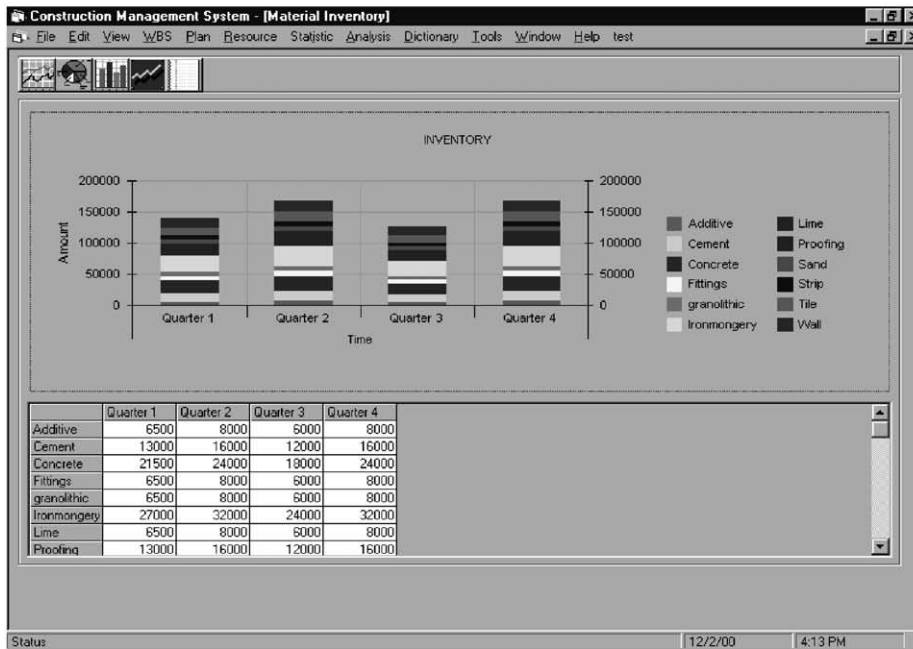 Construction Management System - [Material Inventory]
File Edit View WBS Plan Resource Statistic Analysis Dictionary Tools Window Help test
INVENTORY
200000 200000
150000 150000
100000 100000
50000 50000
0 0
Amount
Quarter 1 Quarter 2 Quarter 3 Quarter 4
Time
Additive Lime
Cement Proofing
Concrete Sand
Fittings Strip
granolithic Tile
Ironmongery Wall
Quarter 1 Quarter 2 Quarter 3 Quarter 4
Additive 6500 8000 6000 8000
Cement 13000 16000 12000 16000
Concrete 21500 24000 18000 24000
Fittings 6500 8000 6000 8000
granolithic 6500 8000 6000 8000
Ironmongery 27000 32000 24000 32000
Lime 6500 8000 6000 8000
Proofing 13000 16000 12000 16000
Status 12/2/00 4:13 PM